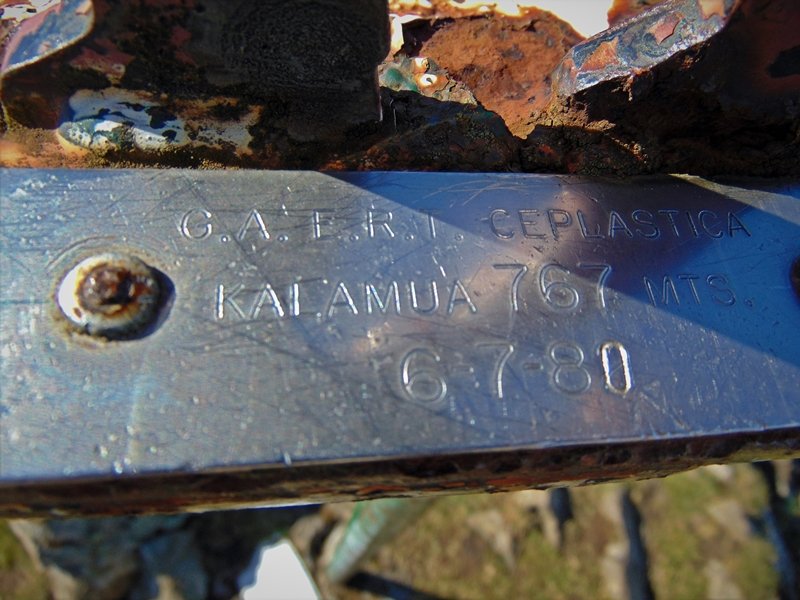 G.A. E.R.T. CEPLASTICA
KALAMUA 767 MTS.
6-7-80